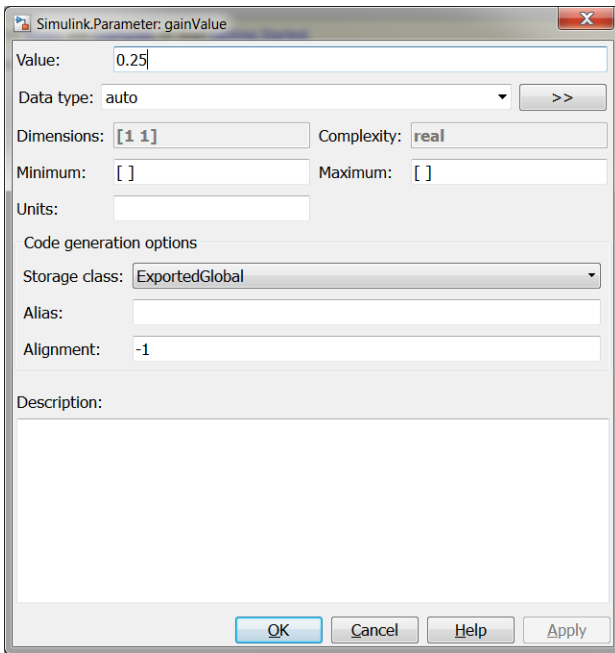 Simulink.Parameter: gainValue
Value: 0.25
Data type: auto >>
Dimensions: [1 1] Complexity: real
Minimum: [ ] Maximum: [ ]
Units:
Code generation options
Storage class: ExportedGlobal
Alias:
Alignment: -1
Description:
OK Cancel Help Apply